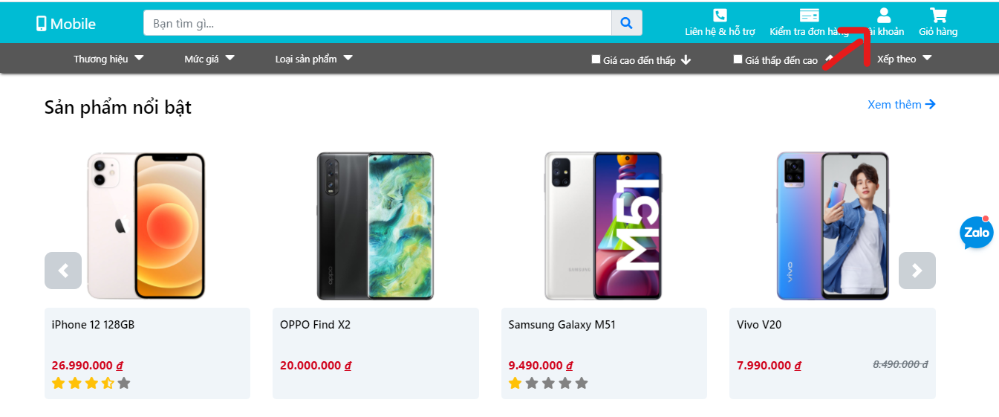 Mobile
Bạn tìm gì...
Liên hệ & hỗ trợ
Kiểm tra đơn hàng
khoản
Giỏ hàng
Thương hiệu
Mức giá
Loại sản phẩm
Giá cao đến thấp
Giá thấp đến cao
Xếp theo
Sản phẩm nổi bật
Xem thêm
oppo
SAMSUNG
M51
vivo
Zalo
iPhone 12 128GB
OPPO Find X2
Samsung Galaxy M51
Vivo V20
26.990.000 ₫
20.000.000 ₫
9.490.000 ₫
7.990.000 ₫
8.490.000 đ